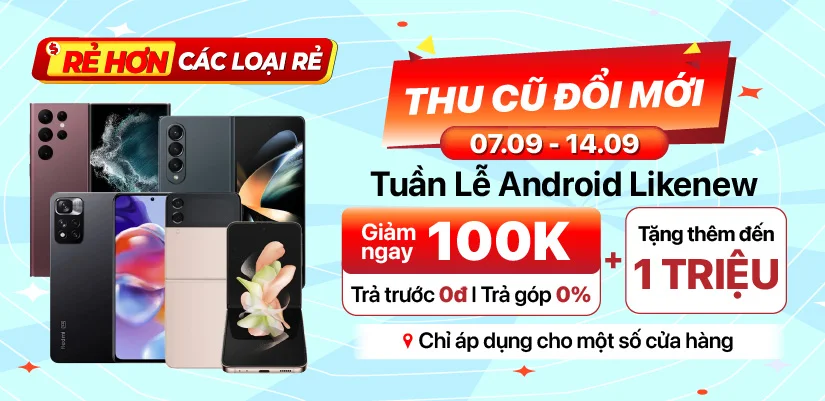 RẺ HƠN CÁC LOẠI RẺ
THU CŨ ĐỔI MỚI
07.09 - 14.09
Tuần Lễ Android Likenew
Giảm ngay 100K
Trả trước 0đ | Trả góp 0%
+
Tặng thêm đến
1 TRIỆU
Chỉ áp dụng cho một số cửa hàng
Redmi